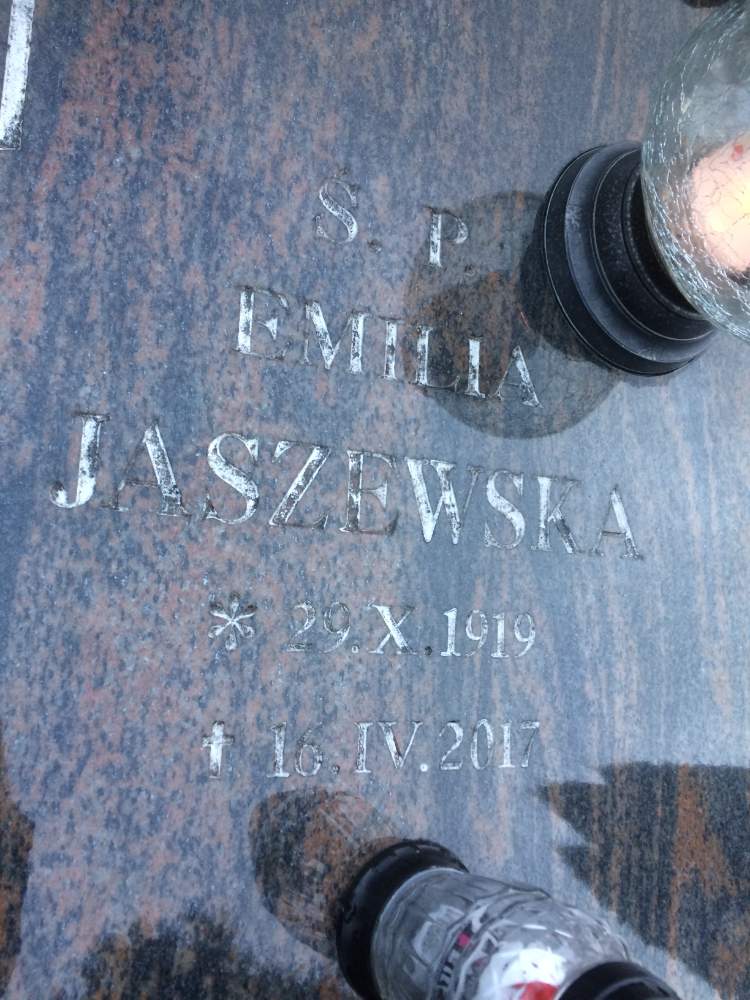 Ś. P.
EMILIA
JASZEWSKA
* 29.X.1919
† 16.IV.2017